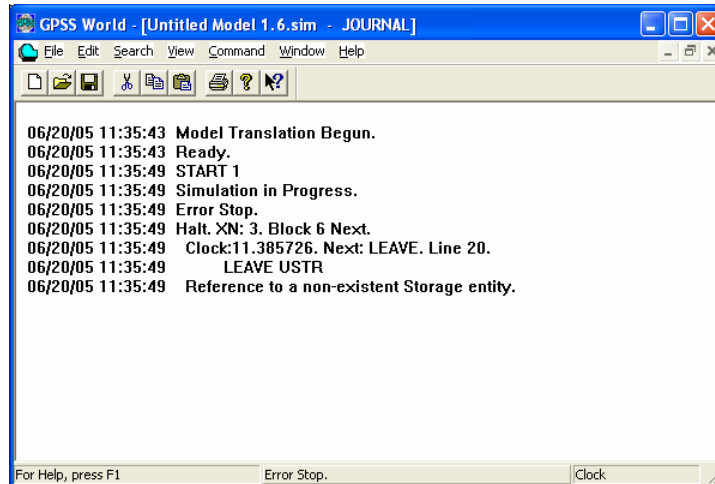 GPSS World - [Untitled Model 1.6.sim - JOURNAL]
File Edit Search View Command Window Help
06/20/05 11:35:43 Model Translation Begun.
06/20/05 11:35:43 Ready.
06/20/05 11:35:49 START 1
06/20/05 11:35:49 Simulation in Progress.
06/20/05 11:35:49 Error Stop.
06/20/05 11:35:49 Halt. XN: 3. Block 6 Next.
06/20/05 11:35:49 Clock:11.385726. Next: LEAVE. Line 20.
06/20/05 11:35:49 LEAVE USTR
06/20/05 11:35:49 Reference to a non-existent Storage entity.
For Help, press F1 Error Stop. Clock